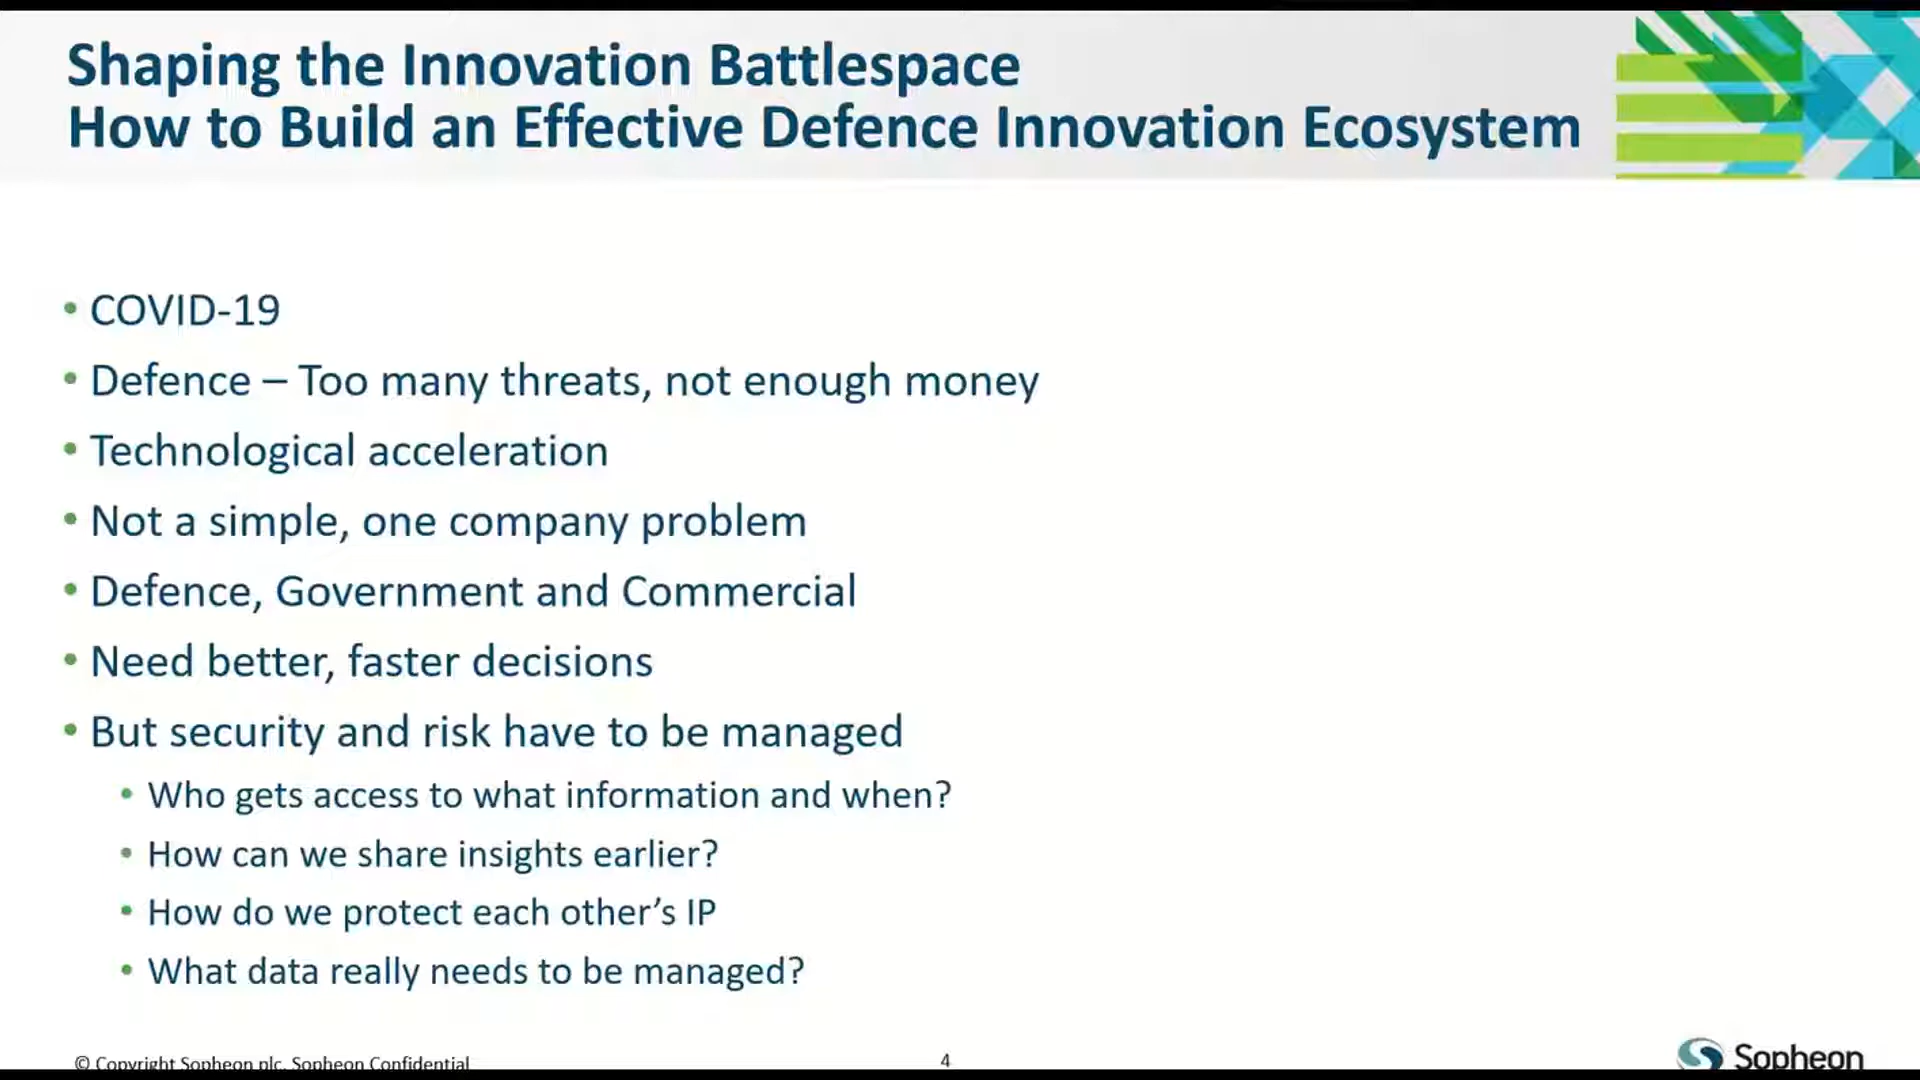 Shaping the Innovation Battlespace
How to Build an Effective Defence Innovation Ecosystem
• COVID-19
• Defence – Too many threats, not enough money
• Technological acceleration
• Not a simple, one company problem
• Defence, Government and Commercial
• Need better, faster decisions
• But security and risk have to be managed
• Who gets access to what information and when?
• How can we share insights earlier?
• How do we protect each other’s IP
• What data really needs to be managed?
© Copyright Sopheon plc. Sopheon Confidential
4
Sopheon